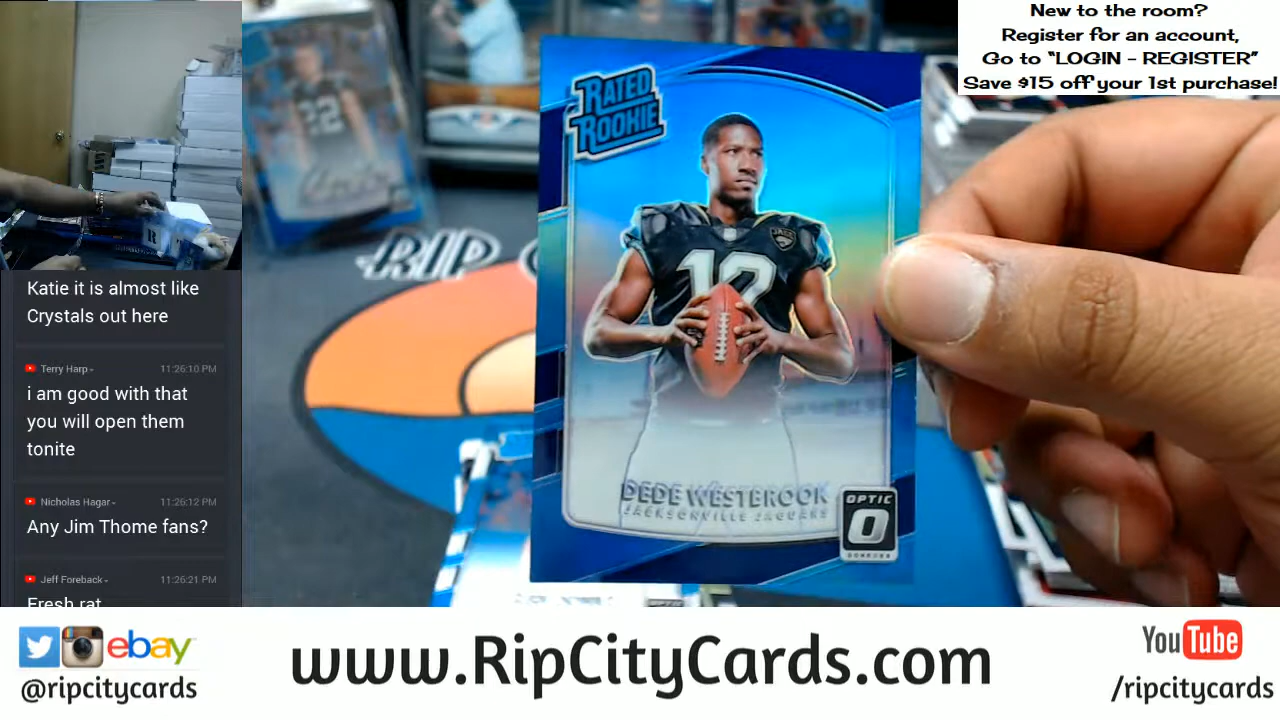 New to the room?
Register for an account,
Go to “LOGIN - REGISTER”
Save $15 off your 1st purchase!
RATED
ROOKIE
22
RIP
JAGS
12
DEDE WESTBROOK
JACKSONVILLE JAGUARS
OPTIC
O
DONRUSS
Katie it is almost like
Crystals out here
Terry Harp
11:26:10 PM
i am good with that
you will open them
tonite
Nicholas Hagar
11:26:12 PM
Any Jim Thome fans?
Jeff Foreback
11:26:21 PM
Fresh rat
ebay
@ripcitycards
www.RipCityCards.com
YouTube
/ripcitycards